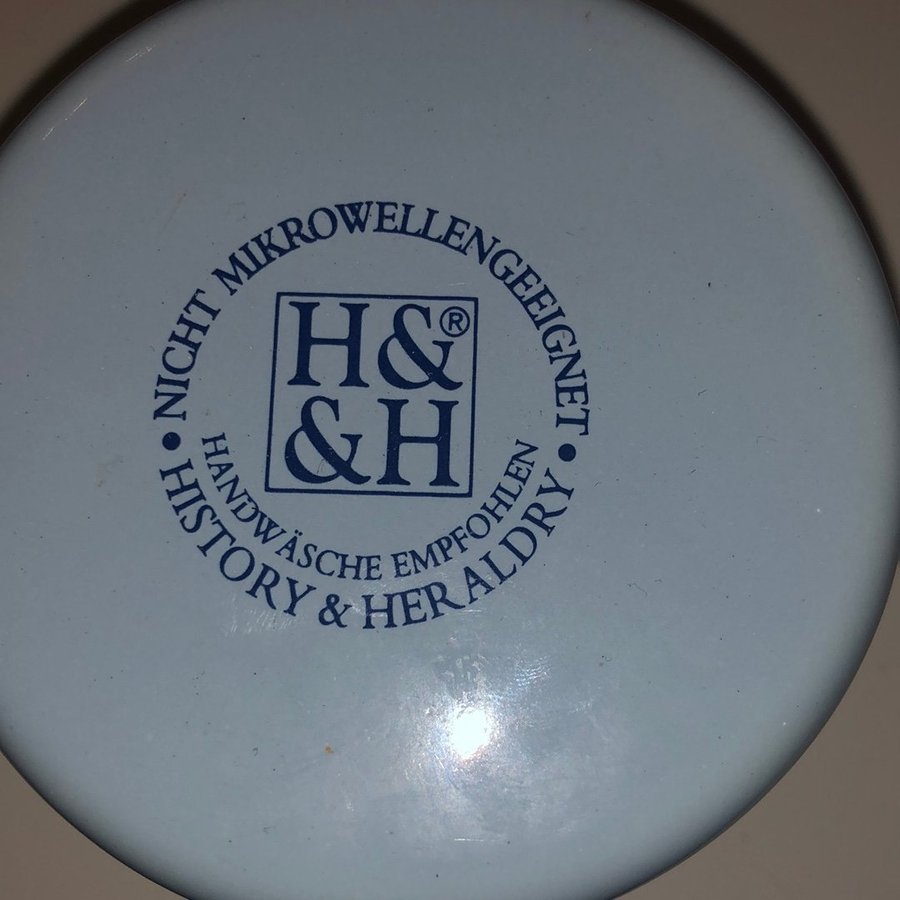 NICHT MIKROWELLENGEEIGNET
H&®
&H
HANDWÄSCHE EMPFOHLEN
• HISTORY & HERALDRY •